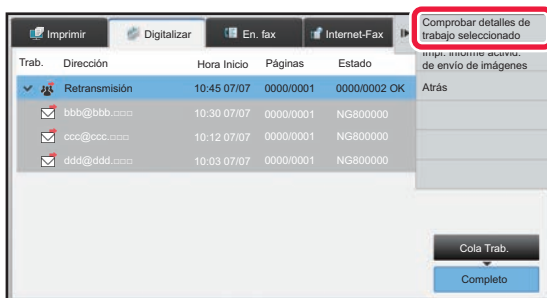 Imprimir Digitalizar En. fax Internet-Fax
Comprobar detalles de
trabajo seleccionado
Impr. informe activid.
de envío de imágenes
Atrás
Trab. Dirección Hora Inicio Páginas Estado
Retransmisión 10:45 07/07 0000/0001 0000/0002 OK
bbb@bbb.□□□ 10:30 07/07 0000/0001 NG800000
ccc@ccc.□□□ 10:12 07/07 0000/0001 NG800000
ddd@ddd.□□□ 10:03 07/07 0000/0001 NG800000
Cola Trab.
Completo